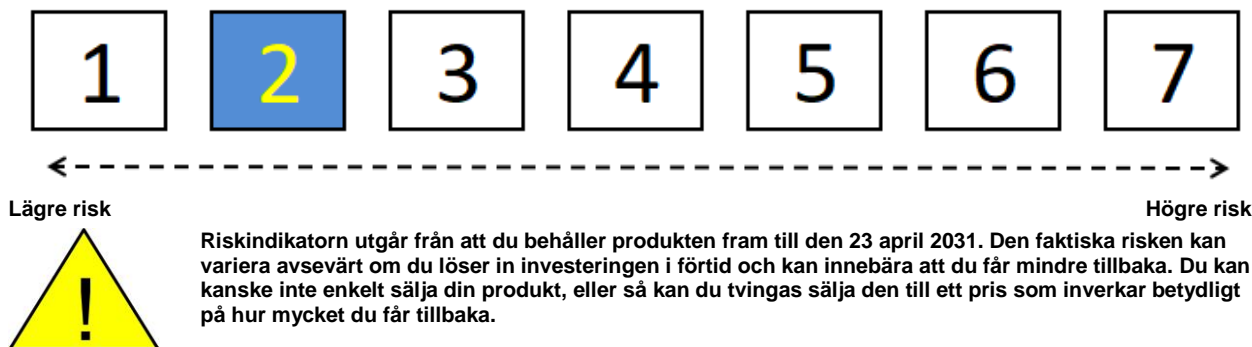 1 2 3 4 5 6 7
Lägre risk Högre risk
Riskindikatorn utgår från att du behåller produkten fram till den 23 april 2031. Den faktiska risken kan
variera avsevärt om du löser in investeringen i förtid och kan innebära att du får mindre tillbaka. Du kan
kanske inte enkelt sälja din produkt, eller så kan du tvingas sälja den till ett pris som inverkar betydligt
på hur mycket du får tillbaka.
!